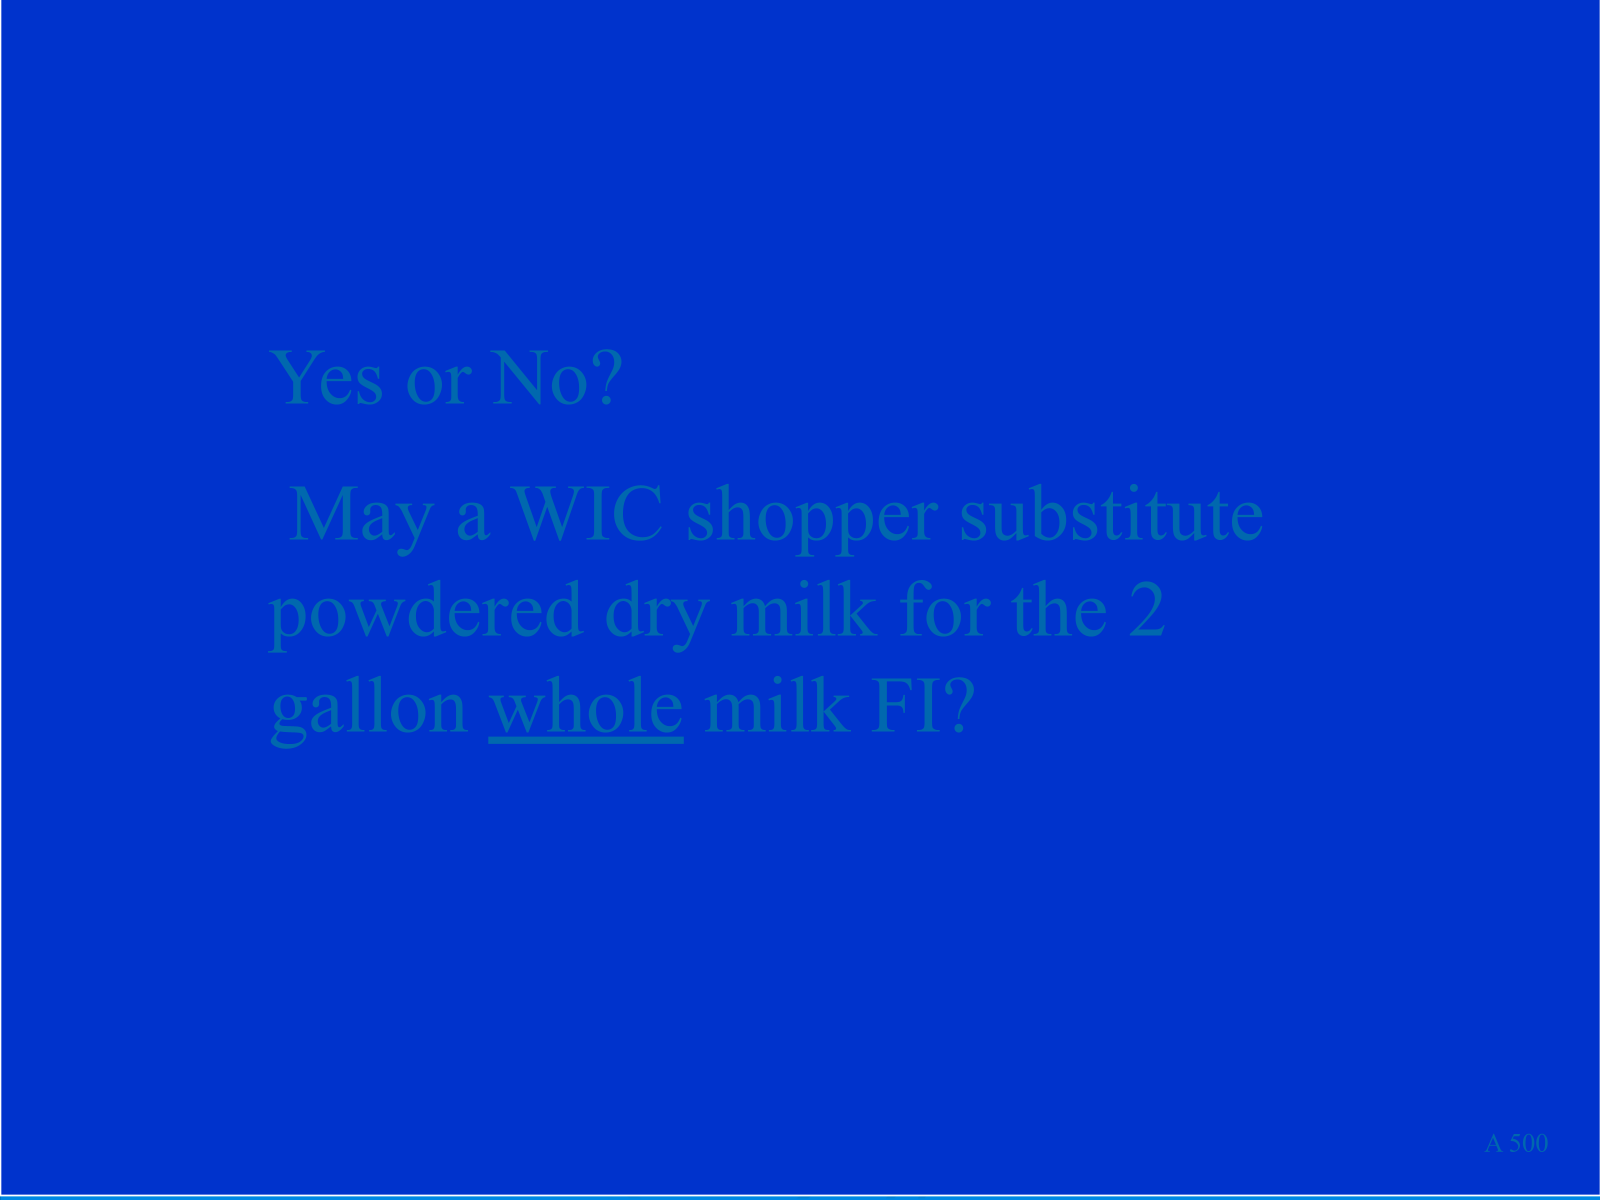 Yes or No?
May a WIC shopper substitute
powdered dry milk for the 2
gallon whole milk FI?
A 500